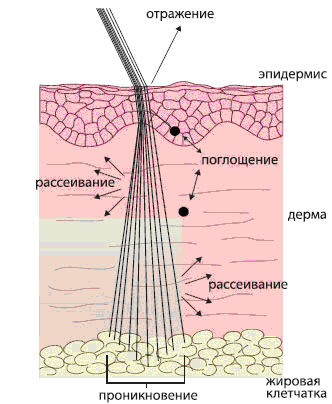 отражение
эпидермис
поглощение
рассеивание
дерма
рассеивание
жировая
клетчатка
проникновение